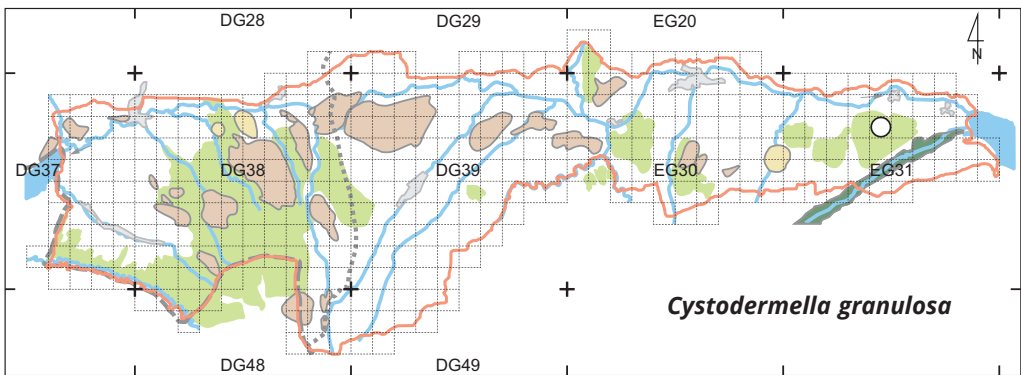 DG28 DG29 EG20
N
DG37 DG38 DG39 EG30 EG31
Cystodermella granulosa
DG48 DG49